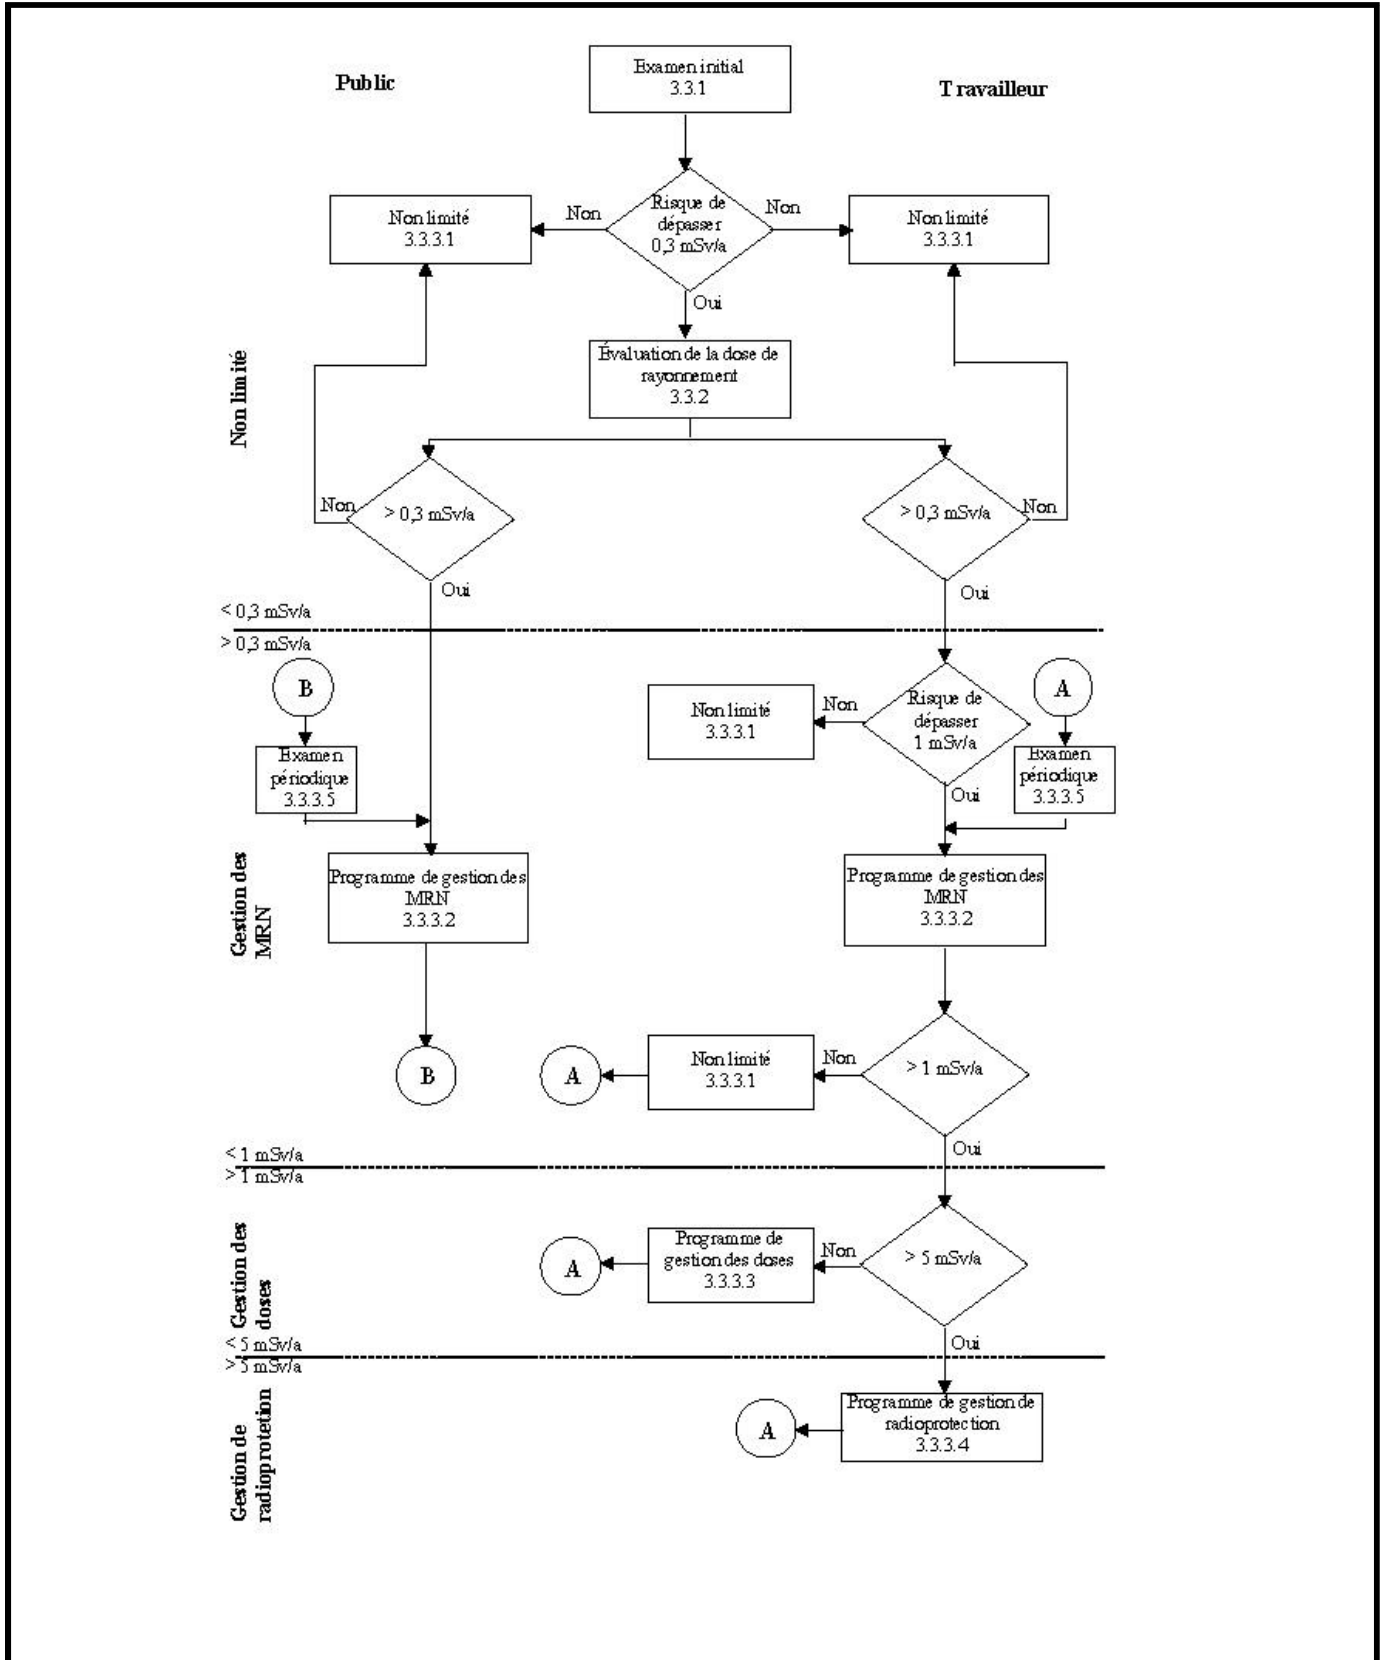 Examen initial
3.3.1
Public
Travailleur
Risque de
dépasser
0,3 mSv/a
Non
Non
Non limité
3.3.3.1
Non limité
3.3.3.1
Oui
Évaluation de la dose de
rayonnement
3.3.2
Non limité
Non
> 0,3 mSv/a
> 0,3 mSv/a
Non
Oui
Oui
< 0,3 mSv/a
> 0,3 mSv/a
B
Examen
périodique
3.3.3.5
Non limité
3.3.3.1
Non
Risque de
dépasser
1 mSv/a
A
Examen
périodique
3.3.3.5
Oui
Gestion des
MRN
Programme de gestion des
MRN
3.3.3.2
Programme de gestion des
MRN
3.3.3.2
B
A
Non limité
3.3.3.1
Non
> 1 mSv/a
Oui
< 1 mSv/a
> 1 mSv/a
Gestion des
doses
A
Programme de
gestion des doses
3.3.3.3
Non
> 5 mSv/a
Oui
< 5 mSv/a
> 5 mSv/a
Gestion de
radioprotetion
A
Programme de gestion de
radioprotection
3.3.3.4